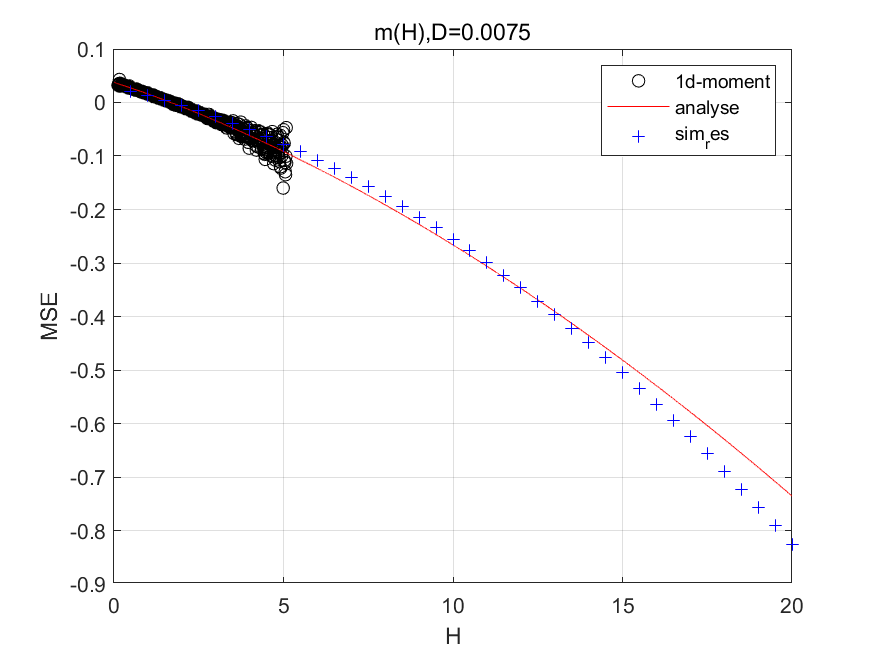 m(H),D=0.0075
0.1
0
-0.1
-0.2
-0.3
-0.4
-0.5
-0.6
-0.7
-0.8
-0.9
MSE
1d-moment
analyse
sim_res
0 5 10 15 20
H